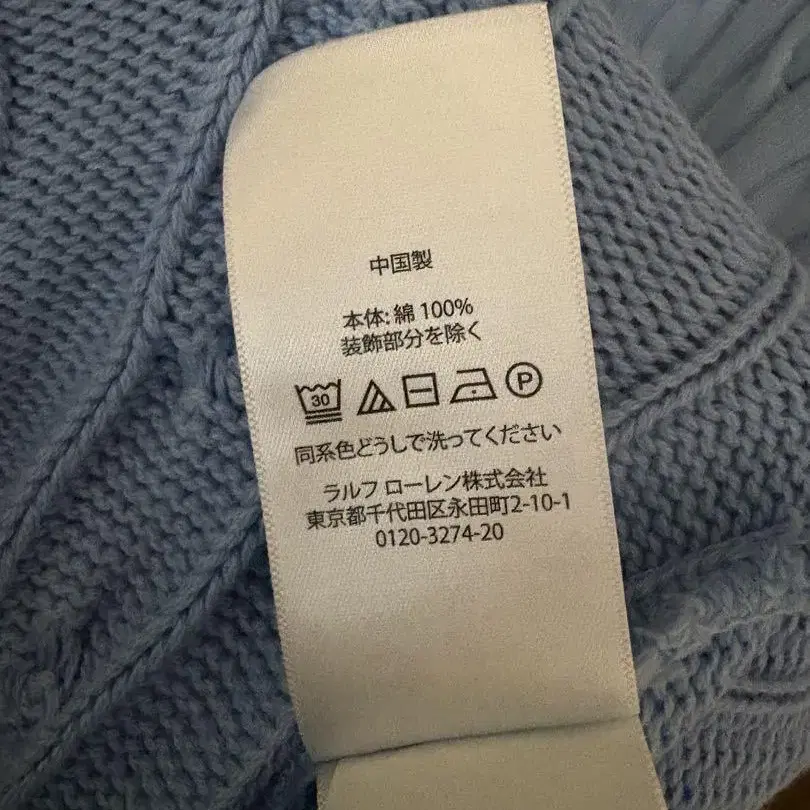 中国製
本体: 綿 100%
装飾部分を除く
30 P
同系色どうしで洗ってください
ラルフ ローレン株式会社
東京都千代田区永田町2-10-1
0120-3274-20